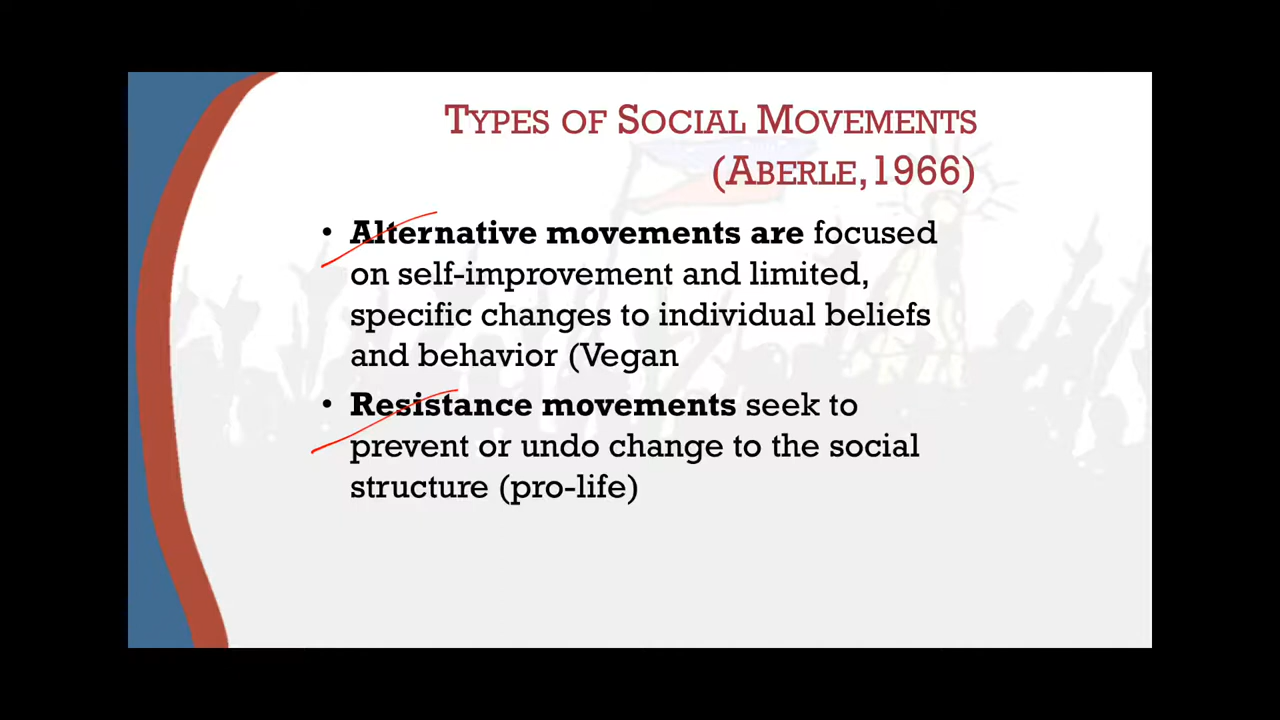 TYPES OF SOCIAL MOVEMENTS
(ABERLE,1966)
• Alternative movements are focused
on self-improvement and limited,
specific changes to individual beliefs
and behavior (Vegan
• Resistance movements seek to
prevent or undo change to the social
structure (pro-life)